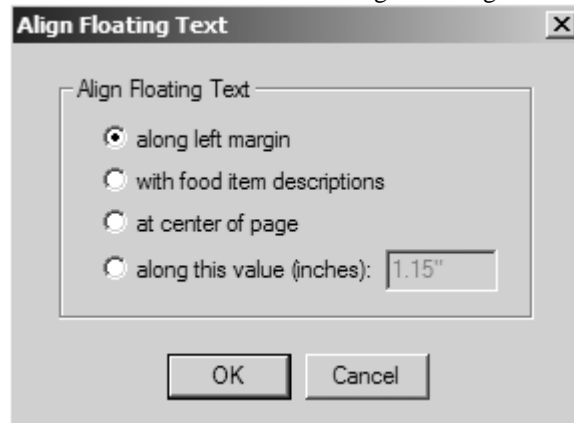 Align Floating Text
Align Floating Text
along left margin
with food item descriptions
at center of page
along this value (inches): 1.15"
OK Cancel